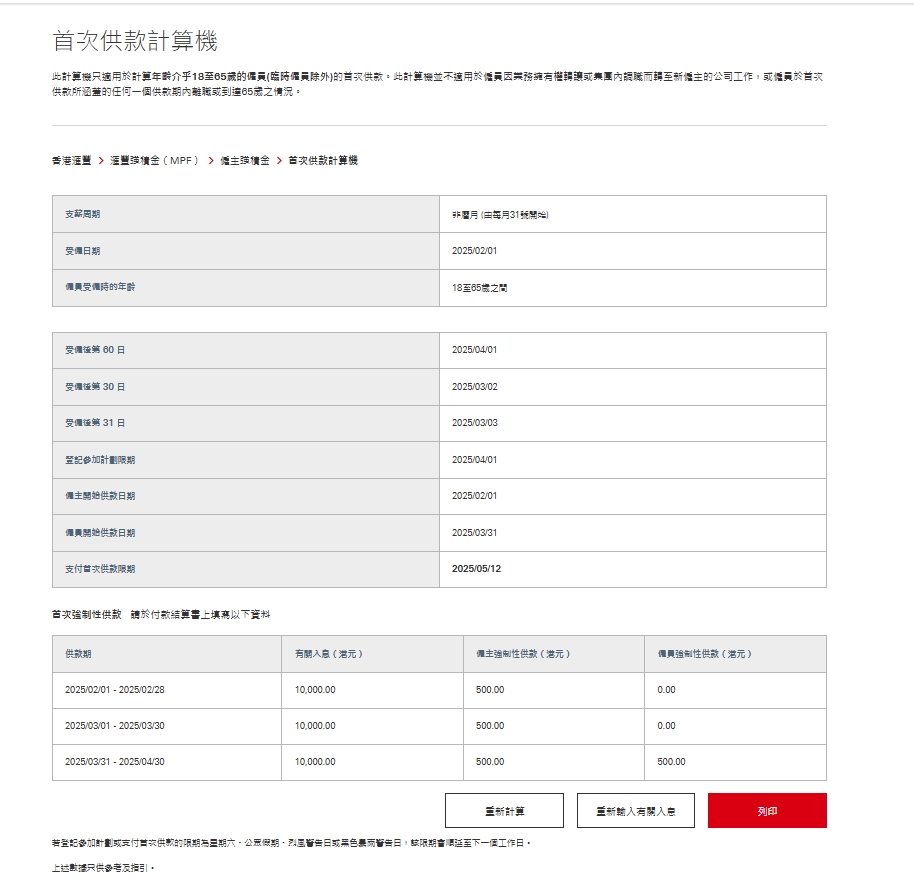 首次供款計算機
此計算機只適用於計算年齡介乎18至65歲的僱員(臨時僱員除外)的首次供款。此計算機並不適用於僱員因業務擁有權轉讓或集團內調職而轉至新僱主的公司工作，或僱員於首次
供款所涵蓋的任何一個供款期內離職或到達65歲之情況。
香港滙豐 > 滙豐強積金（MPF） > 僱主強積金 > 首次供款計算機
支薪周期 非曆月 (由每月31號開始)
受僱日期 2025/02/01
僱員受僱時的年齡 18至65歲之間
受僱後第 60 日 2025/04/01
受僱後第 30 日 2025/03/02
受僱後第 31 日 2025/03/03
登記參加計劃限期 2025/04/01
僱主開始供款日期 2025/02/01
僱員開始供款日期 2025/03/31
支付首次供款限期 2025/05/12
首次強制性供款 請於付款結算書上填寫以下資料
供款期 有關入息（港元） 僱主強制性供款（港元） 僱員強制性供款（港元）
2025/02/01 - 2025/02/28 10,000.00 500.00 0.00
2025/03/01 - 2025/03/30 10,000.00 500.00 0.00
2025/03/31 - 2025/04/30 10,000.00 500.00 500.00
重新計算 重新輸入有關入息 列印
若登記參加計劃或支付首次供款的限期為星期六、公眾假期、烈風警告日或黑色暴雨警告日，該限期會順延至下一個工作日。
上述數據只供參考及指引。